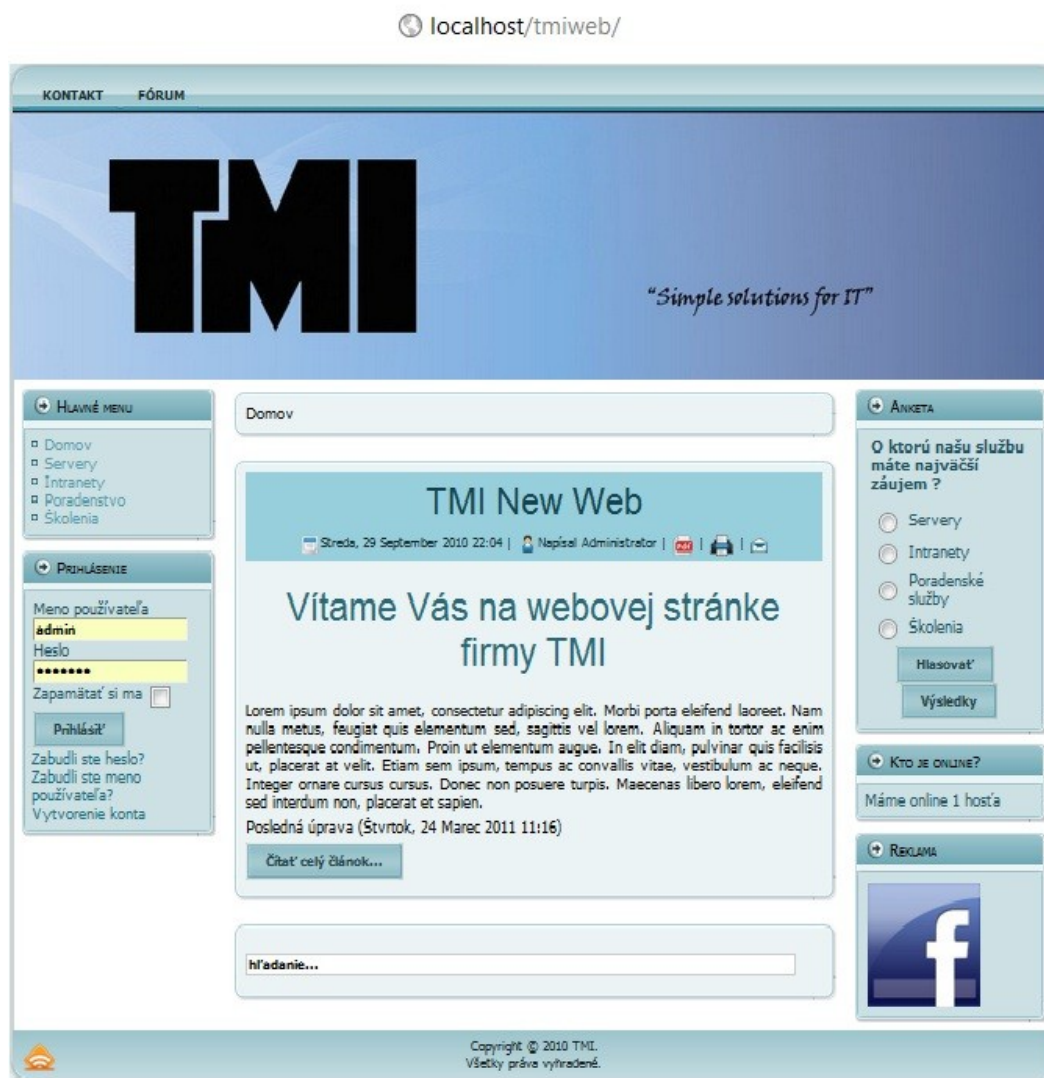 localhost/tmiweb/
KONTAKT FÓRUM
TMI
"Simple solutions for IT"
HLAVNÉ MENU
Domov
Servery
Intranety
Poradenstvo
Školenia
PRIHLÁSENIE
Meno používateľa
admin
Heslo
•••••••
Zapamätať si ma
Prihlásiť
Zabudli ste heslo?
Zabudli ste meno
používateľa?
Vytvorenie konta
Domov
TMI New Web
Streda, 29 September 2010 22:04 | Napísal Administrator | PDF | |
Vítame Vás na webovej stránke
firmy TMI
Lorem ipsum dolor sit amet, consectetur adipiscing elit. Morbi porta eleifend laoreet. Nam
nulla metus, feugiat quis elementum sed, sagittis vel lorem. Aliquam in tortor ac enim
pellentesque condimentum. Proin ut elementum augue. In elit diam, pulvinar quis facilisis
ut, placerat at velit. Etiam sem ipsum, tempus ac convallis vitae, vestibulum ac neque.
Integer ornare cursus cursus. Donec non posuere turpis. Maecenas libero lorem, eleifend
sed interdum non, placerat et sapien.
Posledná úprava (Štvrtok, 24 Marec 2011 11:16)
Čítať celý článok...
hľadanie...
ANKETA
O ktorú našu službu
máte najväčší
záujem ?
Servery
Intranety
Poradenské
služby
Školenia
Hlasovať
Výsledky
KTO JE ONLINE?
Máme online 1 hosťa
REKLAMA
f
Copyright © 2010 TMI.
Všetky práva vyhradené.